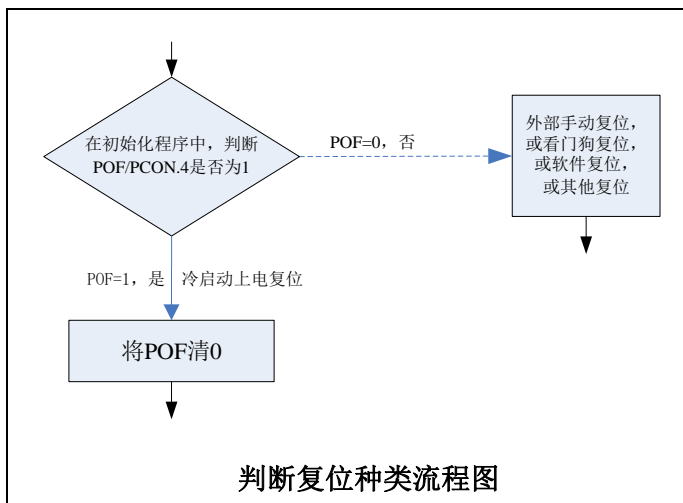 在初始化程序中，判断
POF/PCON.4是否为1
POF=0，否
外部手动复位，
或看门狗复位，
或软件复位，
或其他复位
POF=1，是 冷启动上电复位
将POF清0
判断复位种类流程图